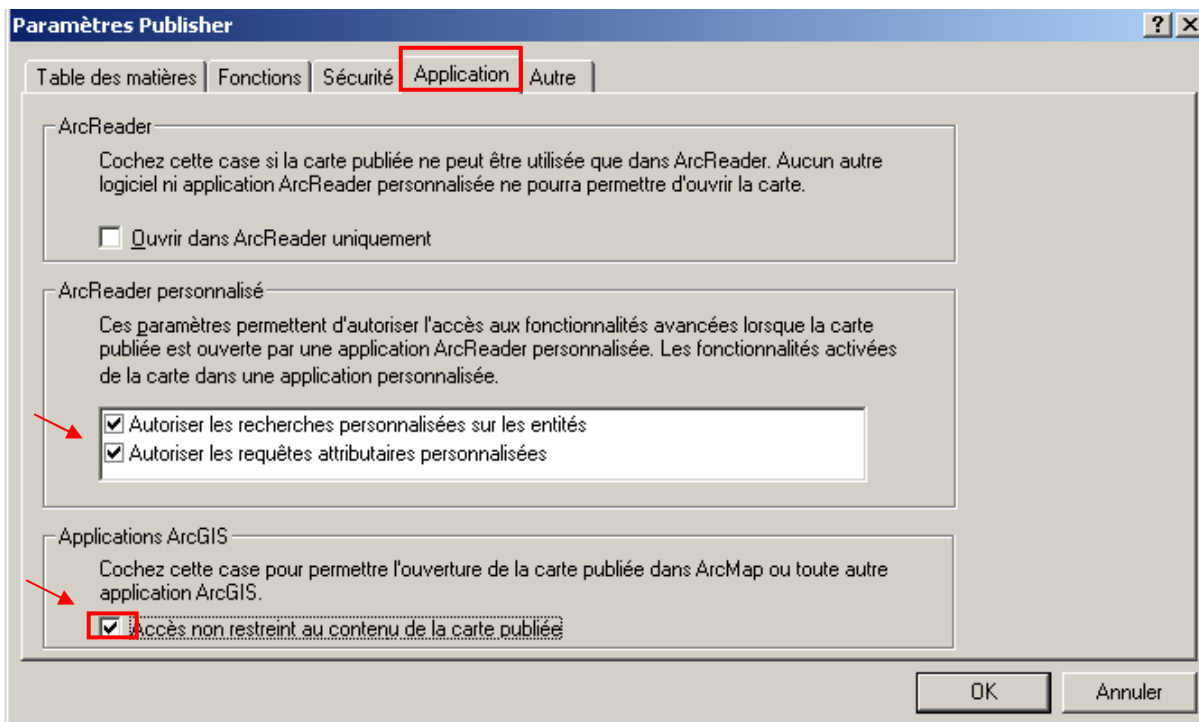 Paramètres Publisher
Table des matières Fonctions Sécurité Application Autre
ArcReader
Cochez cette case si la carte publiée ne peut être utilisée que dans ArcReader. Aucun autre
logiciel ni application ArcReader personnalisée ne pourra permettre d'ouvrir la carte.
Ouvrir dans ArcReader uniquement
ArcReader personnalisé
Ces paramètres permettent d'autoriser l'accès aux fonctionnalités avancées lorsque la carte
publiée est ouverte par une application ArcReader personnalisée. Les fonctionnalités activées
de la carte dans une application personnalisée.
Autoriser les recherches personnalisées sur les entités
Autoriser les requêtes attributaires personnalisées
Applications ArcGIS
Cochez cette case pour permettre l'ouverture de la carte publiée dans ArcMap ou toute autre
application ArcGIS.
Accès non restreint au contenu de la carte publiée
OK Annuler